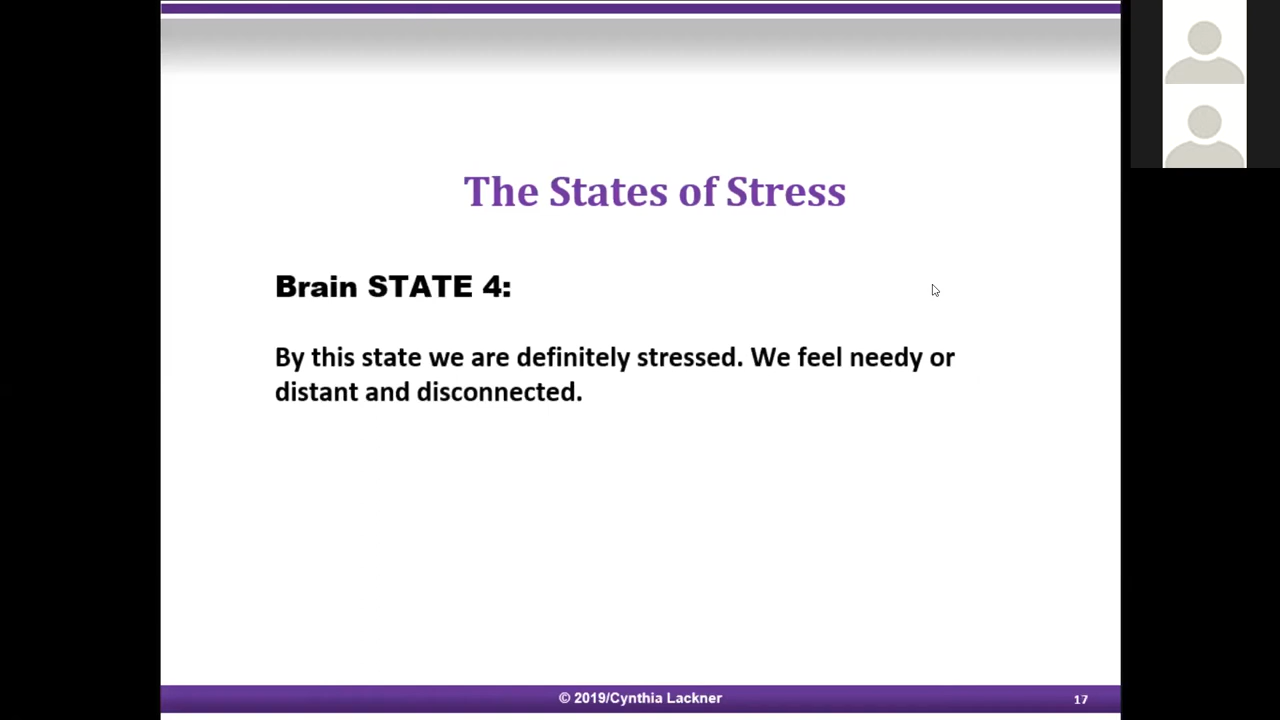 The States of Stress
Brain STATE 4:
By this state we are definitely stressed. We feel needy or
distant and disconnected.
© 2019/Cynthia Lackner
17